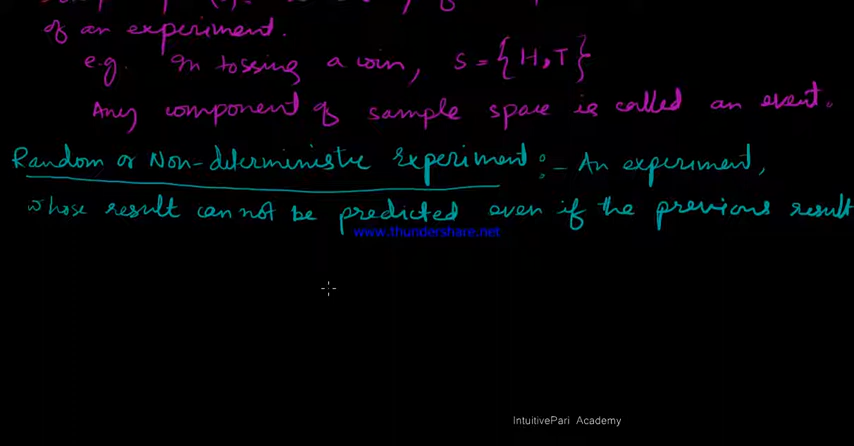 of an experiment.
e.g. In tossing a coin, S = {H, T}
Any component of sample space is called an event.
Random or Non-deterministic Experiment :- An experiment,
whose result can not be predicted even if the previous result
www.thundershare.net
IntuitivePari Academy